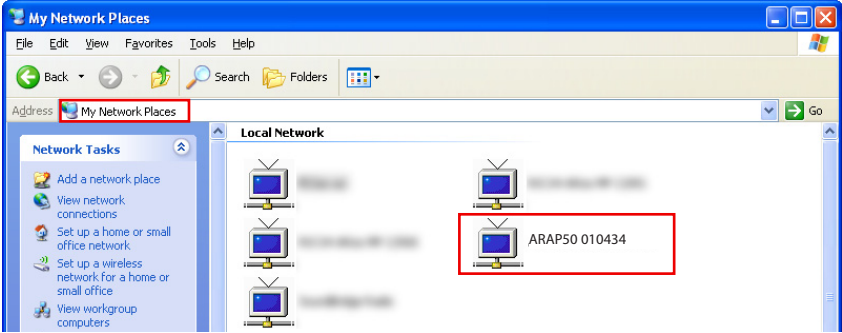 My Network Places
File Edit View Favorites Tools Help
Back Search Folders
Address My Network Places Go
Network Tasks
Add a network place
View network
connections
Set up a home or small
office network
Set up a wireless
network for a home or
small office
View workgroup
computers
Local Network
ARAP50 010434